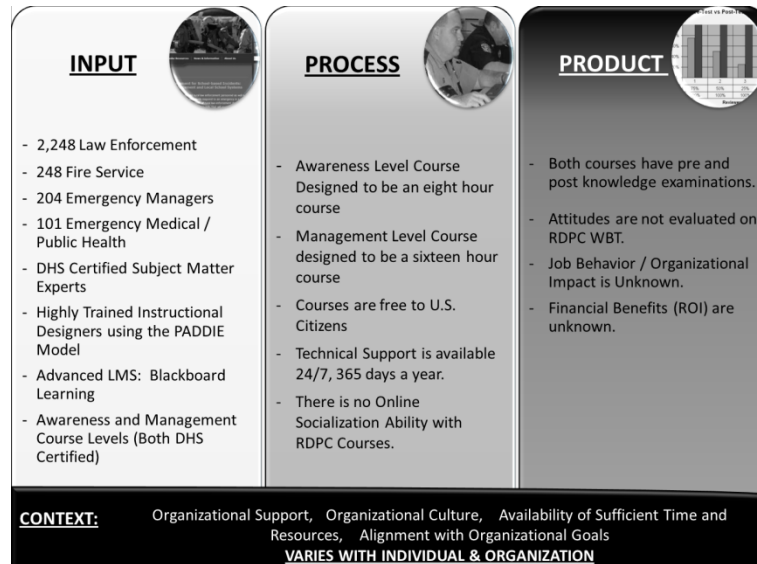 INPUT
- 2,248 Law Enforcement
- 248 Fire Service
- 204 Emergency Managers
- 101 Emergency Medical /
Public Health
- DHS Certified Subject Matter
Experts
- Highly Trained Instructional
Designers using the PADDIE
Model
- Advanced LMS: Blackboard
Learning
- Awareness and Management
Course Levels (Both DHS
Certified)
PROCESS
- Awareness Level Course
Designed to be an eight hour
course
- Management Level Course
designed to be a sixteen hour
course
- Courses are free to U.S.
Citizens
- Technical Support is available
24/7, 365 days a year.
- There is no Online
Socialization Ability with
RDPC Courses.
PRODUCT
- Both courses have pre and
post knowledge examinations.
- Attitudes are not evaluated on
RDPC WBT.
- Job Behavior / Organizational
Impact is Unknown.
- Financial Benefits (ROI) are
unknown.
CONTEXT: Organizational Support, Organizational Culture, Availability of Sufficient Time and
Resources, Alignment with Organizational Goals
VARIES WITH INDIVIDUAL & ORGANIZATION